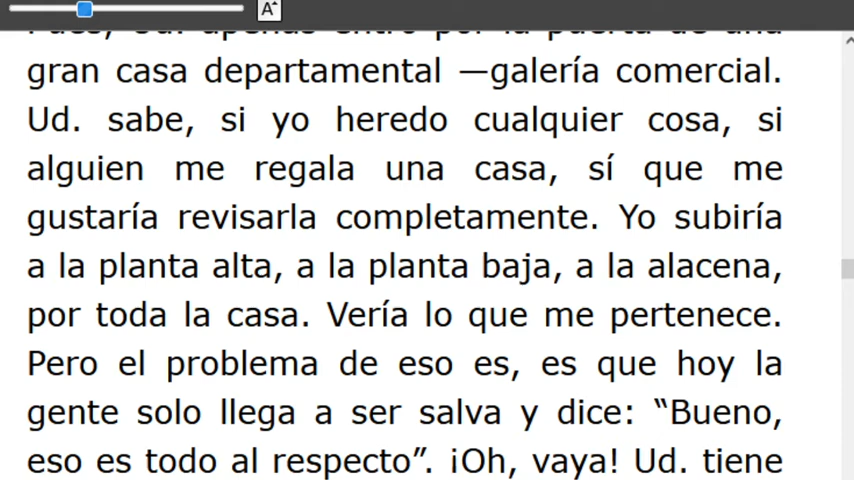 A
gran casa departamental —galería comercial.
Ud. sabe, si yo heredo cualquier cosa, si
alguien me regala una casa, sí que me
gustaría revisarla completamente. Yo subiría
a la planta alta, a la planta baja, a la alacena,
por toda la casa. Vería lo que me pertenece.
Pero el problema de eso es, es que hoy la
gente solo llega a ser salva y dice: “Bueno,
eso es todo al respecto”. ¡Oh, vaya! Ud. tiene